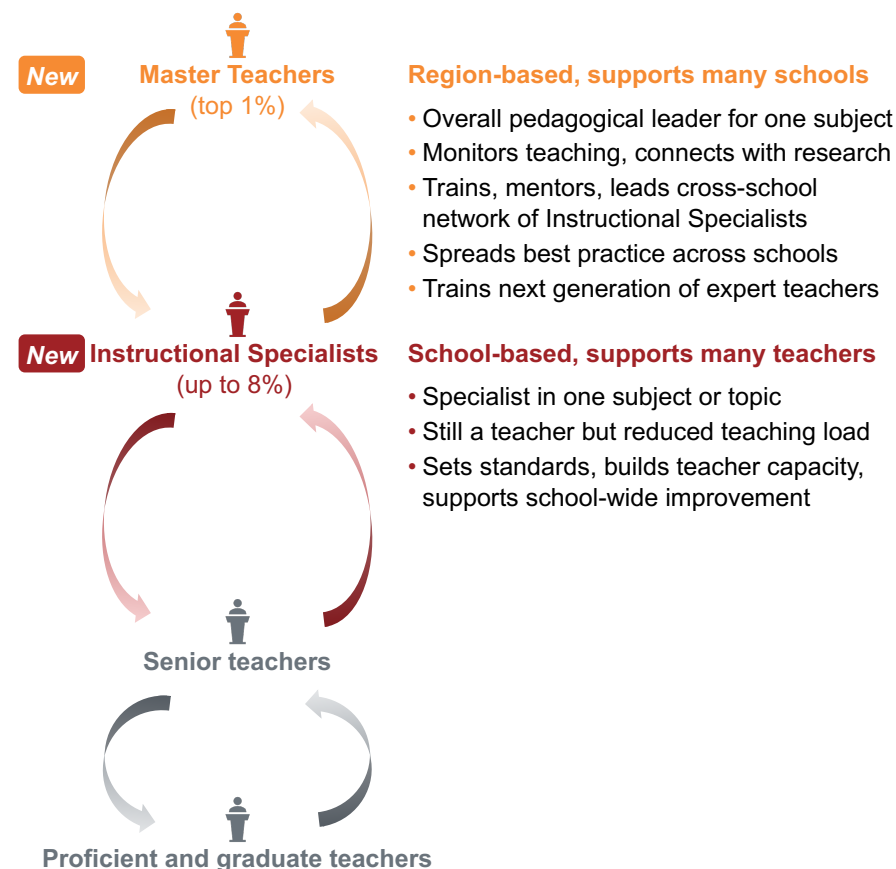 New
Master Teachers
(top 1%)
Region-based, supports many schools
• Overall pedagogical leader for one subject
• Monitors teaching, connects with research
• Trains, mentors, leads cross-school
network of Instructional Specialists
• Spreads best practice across schools
• Trains next generation of expert teachers
New
Instructional Specialists
(up to 8%)
School-based, supports many teachers
• Specialist in one subject or topic
• Still a teacher but reduced teaching load
• Sets standards, builds teacher capacity,
supports school-wide improvement
Senior teachers
Proficient and graduate teachers